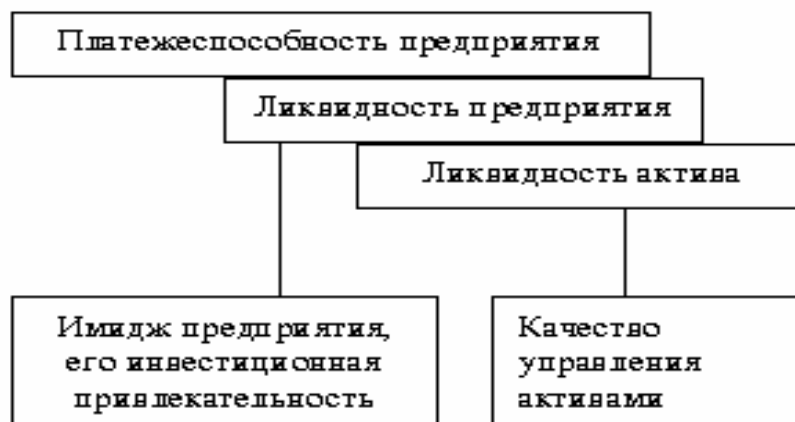 Платежеспособность предприятия
Ликвидность предприятия
Ликвидность актива
Имидж предприятия,
его инвестиционная
привлекательность
Качество
управления
активами